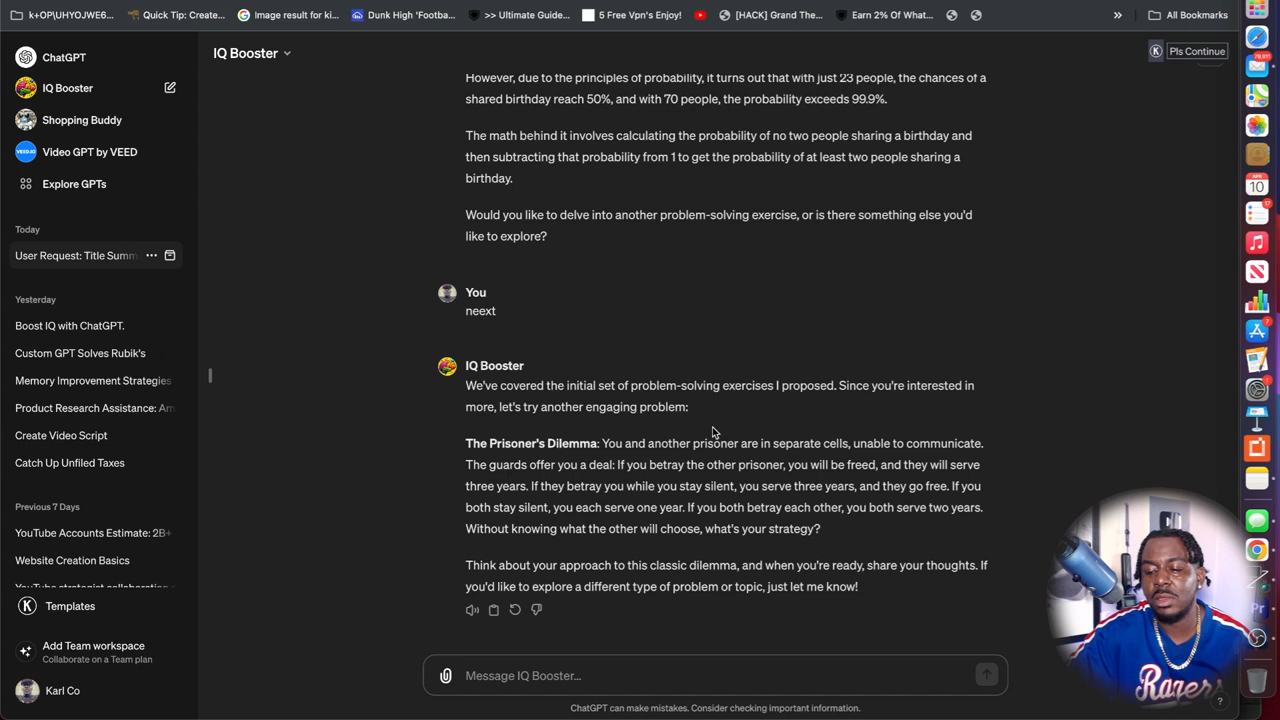 k+OP\UHYOJWE6...
Quick Tip: Create...
Image result for ki...
Dunk High 'Footba...
>> Ultimate Guide...
5 Free Vpn's Enjoy!
[HACK] Grand The...
Earn 2% Of What...
»
All Bookmarks
ChatGPT
IQ Booster
Shopping Buddy
Video GPT by VEED
Explore GPTs
Today
User Request: Title Summ
Yesterday
Boost IQ with ChatGPT.
Custom GPT Solves Rubik's
Memory Improvement Strategies
Product Research Assistance: Am
Create Video Script
Catch Up Unfiled Taxes
Previous 7 Days
YouTube Accounts Estimate: 2B+
Website Creation Basics
YouTube strategist collaboration
Templates
Add Team workspace
Collaborate on a Team plan
Karl Co
IQ Booster
K
Pls Continue
However, due to the principles of probability, it turns out that with just 23 people, the chances of a
shared birthday reach 50%, and with 70 people, the probability exceeds 99.9%.
The math behind it involves calculating the probability of no two people sharing a birthday and
then subtracting that probability from 1 to get the probability of at least two people sharing a
birthday.
Would you like to delve into another problem-solving exercise, or is there something else you'd
like to explore?
You
neext
IQ Booster
We've covered the initial set of problem-solving exercises I proposed. Since you're interested in
more, let's try another engaging problem:
The Prisoner's Dilemma: You and another prisoner are in separate cells, unable to communicate.
The guards offer you a deal: If you betray the other prisoner, you will be freed, and they will serve
three years. If they betray you while you stay silent, you serve three years, and they go free. If you
both stay silent, you each serve one year. If you both betray each other, you both serve two years.
Without knowing what the other will choose, what's your strategy?
Think about your approach to this classic dilemma, and when you're ready, share your thoughts. If
you'd like to explore a different type of problem or topic, just let me know!
Message IQ Booster...
ChatGPT can make mistakes. Consider checking important information.
?
APR
10
17
7
Razers